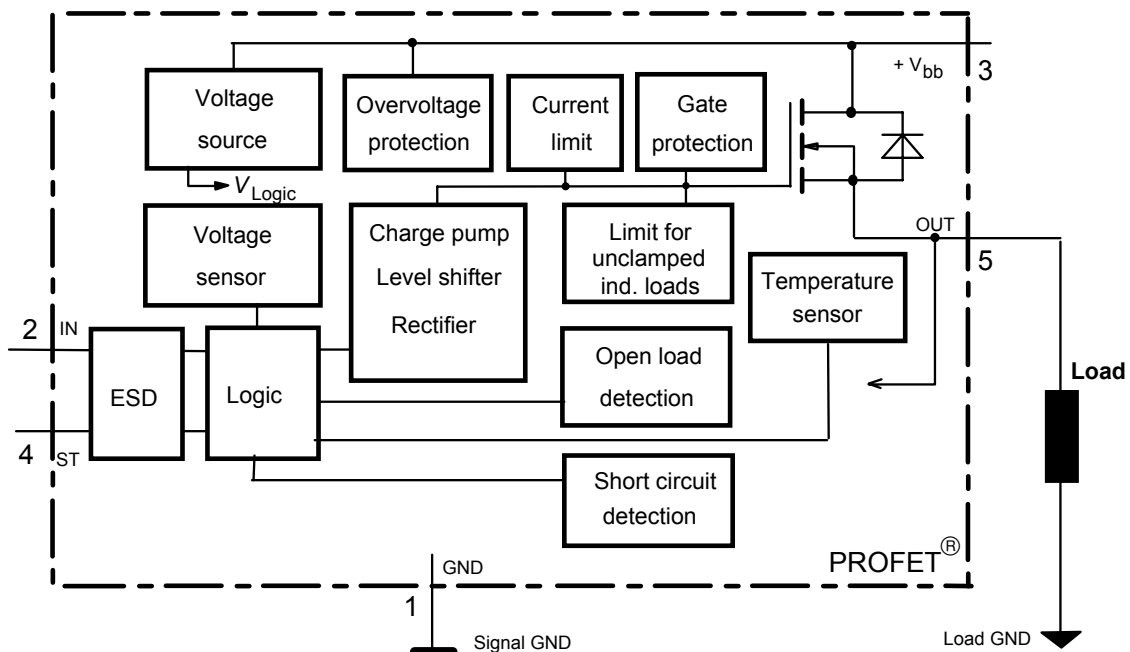 + Vbb
3
Voltage
source
Overvoltage
protection
Current
limit
Gate
protection
VLogic
Voltage
sensor
Charge pump
Level shifter
Rectifier
Limit for
unclamped
ind. loads
OUT
5
Temperature
sensor
2
IN
ESD
Logic
Open load
detection
Load
4
ST
Short circuit
detection
PROFET®
GND
1
Signal GND
Load GND